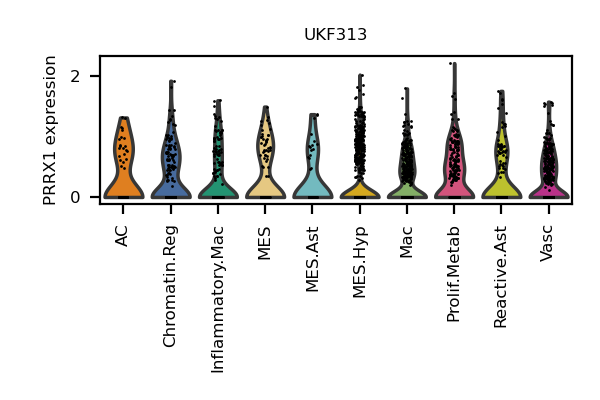 UKF313
PRRX1 expression
2
0
AC
Chromatin.Reg
Inflammatory.Mac
MES
MES.Ast
MES.Hyp
Mac
Prolif.Metab
Reactive.Ast
Vasc